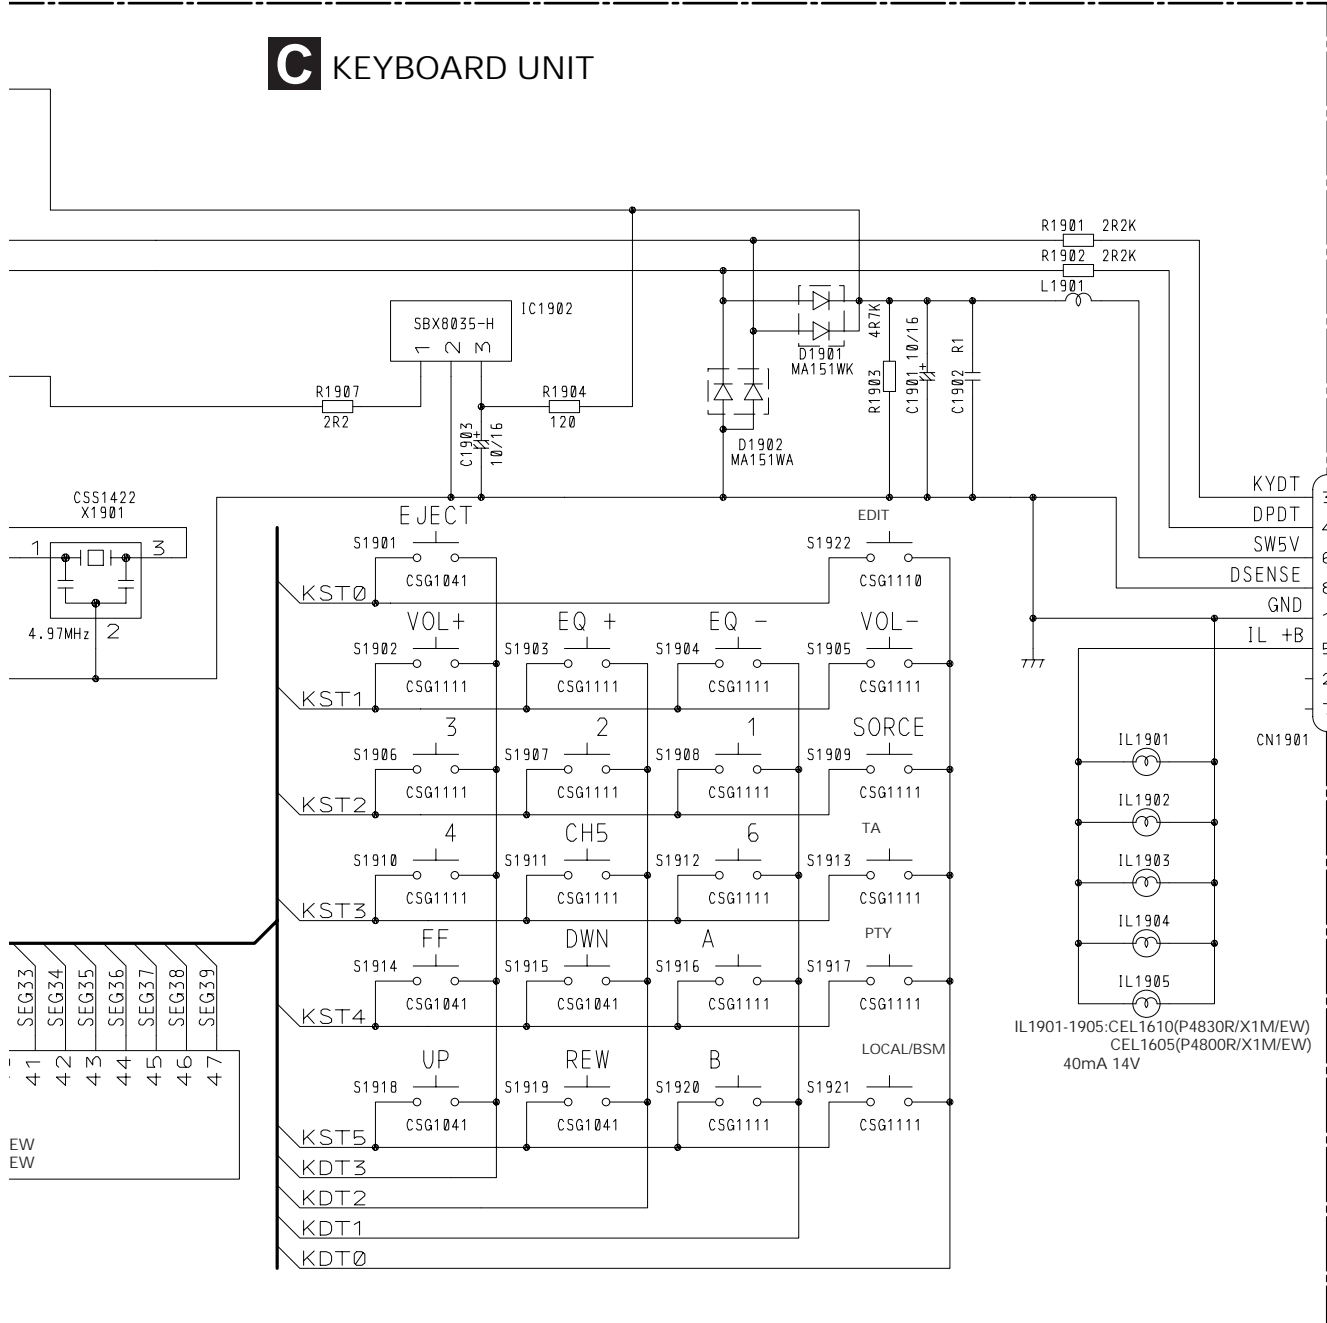 C KEYBOARD UNIT
R1901 2R2K
R1902 2R2K
L1901
IC1902
SBX8035-H
1 2 3
D1901
MA151WK
4R7K
R1903
C1901 10/16
+
C1902 R1
R1907
2R2
R1904
120
C1903
10/16
+
D1902
MA151WA
CSS1422
X1901
1 3
4.97MHz 2
KYDT 3
DPDT 4
SW5V 6
DSENSE 8
GND
IL +B 5
2
CN1901
EJECT EDIT
S1901 S1922
CSG1041 CSG1110
KST0
VOL+ EQ + EQ - VOL-
S1902 S1903 S1904 S1905
CSG1111 CSG1111 CSG1111 CSG1111
KST1
3 2 1 SORCE
S1906 S1907 S1908 S1909
CSG1111 CSG1111 CSG1111 CSG1111
KST2
4 CH5 6 TA
S1910 S1911 S1912 S1913
CSG1111 CSG1111 CSG1111 CSG1111
KST3
FF DWN A PTY
S1914 S1915 S1916 S1917
CSG1041 CSG1041 CSG1111 CSG1111
KST4
UP REW B LOCAL/BSM
S1918 S1919 S1920 S1921
CSG1041 CSG1041 CSG1111 CSG1111
KST5
KDT3
KDT2
KDT1
KDT0
SEG33 SEG34 SEG35 SEG36 SEG37 SEG38 SEG39
41 42 43 44 45 46 47
EW
EW
IL1901
IL1902
IL1903
IL1904
IL1905
IL1901-1905:CEL1610(P4830R/X1M/EW)
CEL1605(P4800R/X1M/EW)
40mA 14V